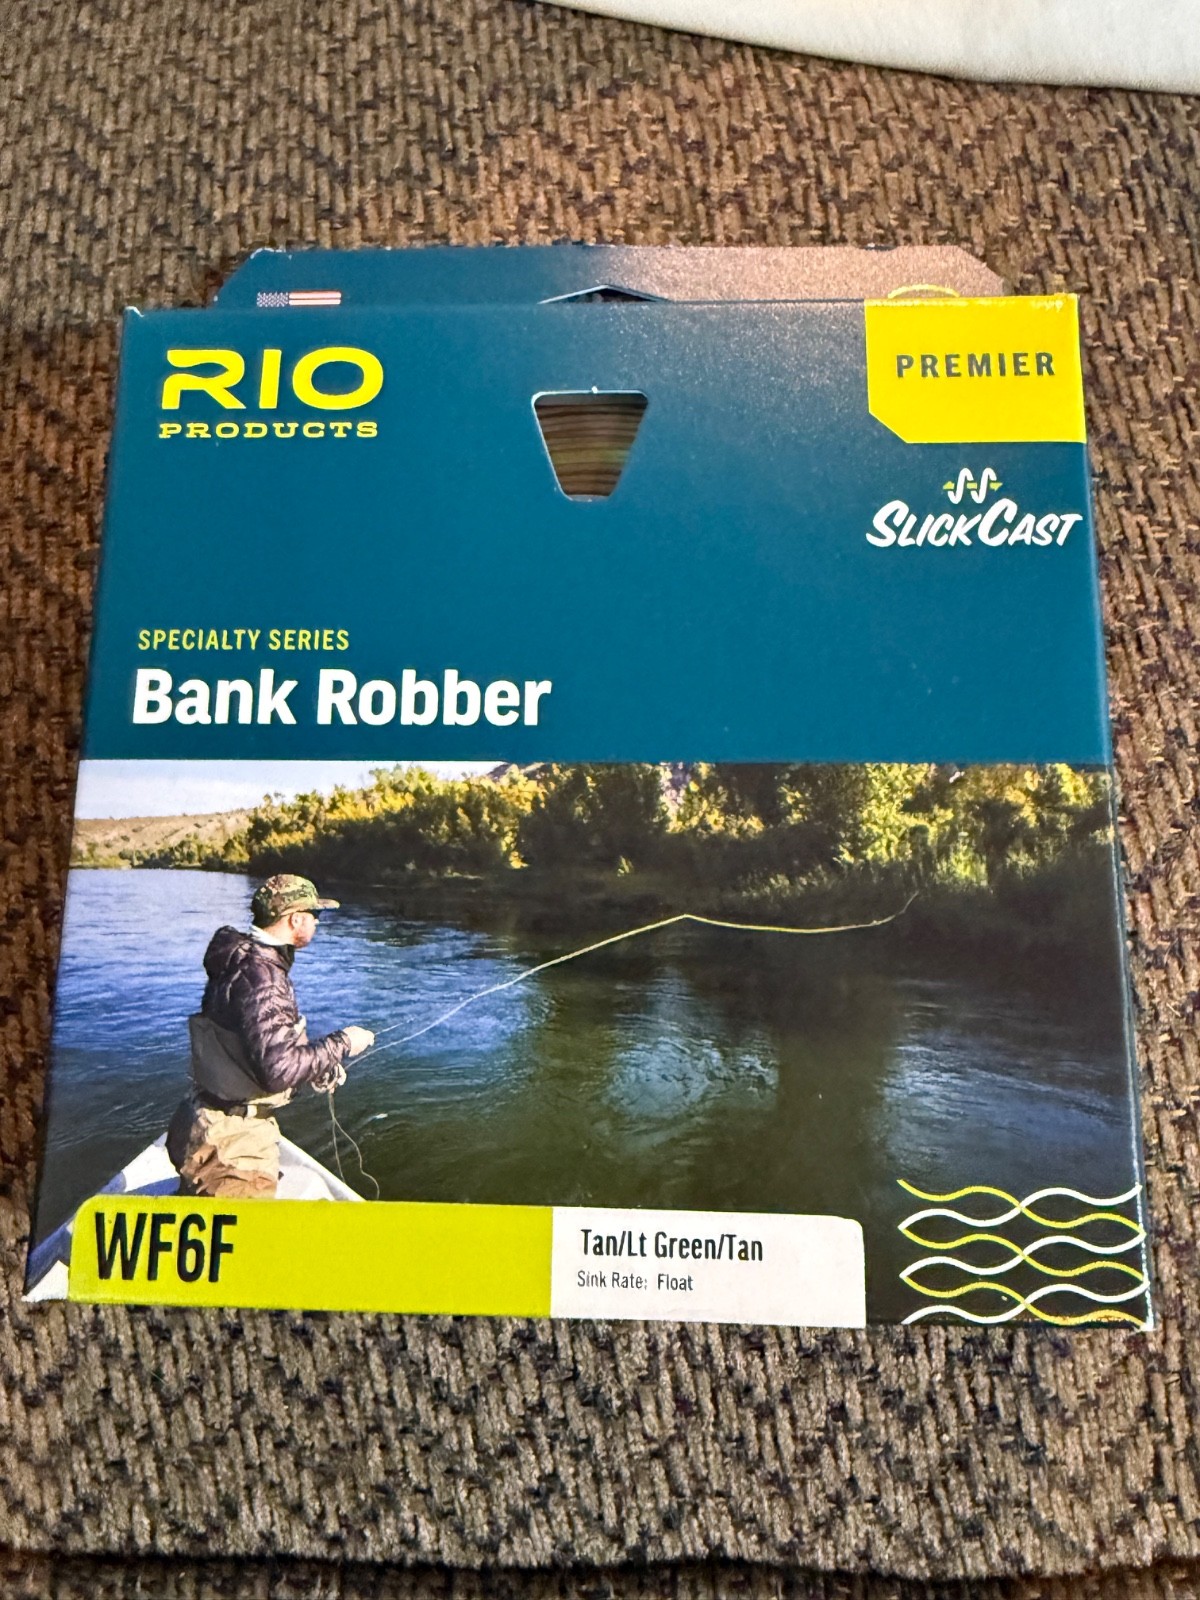 RIO
PRODUCTS
PREMIER
SLICKCAST
SPECIALTY SERIES
Bank Robber
WF6F
Tan/Lt Green/Tan
Sink Rate: Float